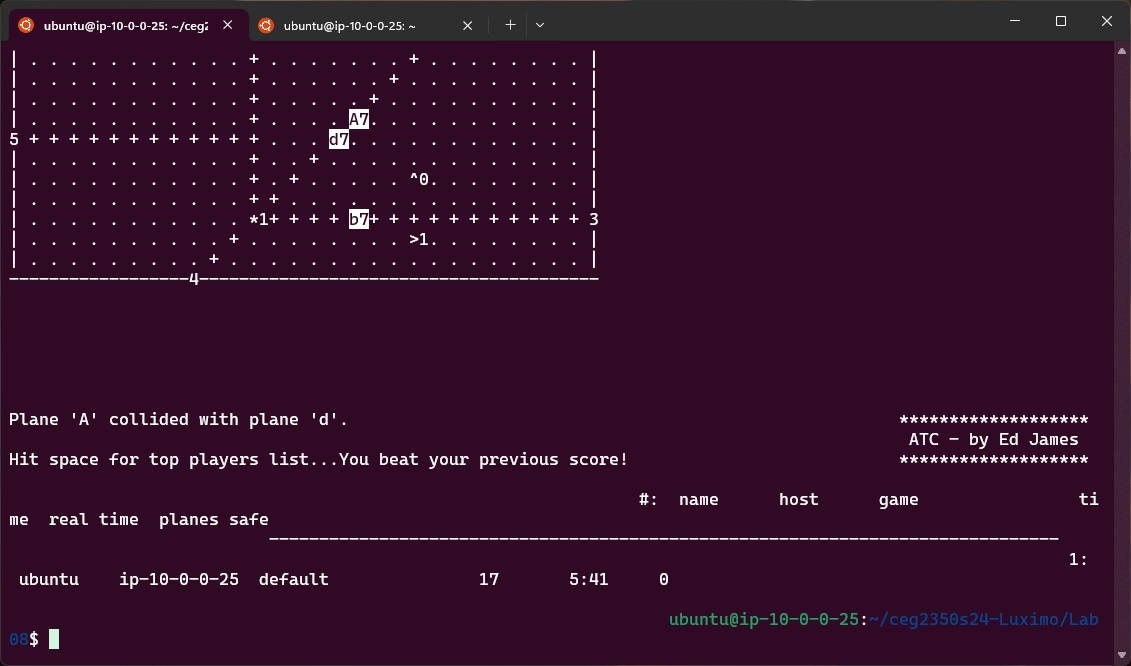 | . . . . . . . . . . . + . . . . . . . + . . . . . . . . |
| . . . . . . . . . . . + . . . . . . + . . . . . . . . . |
| . . . . . . . . . . . + . . . . . + . . . . . . . . . . |
| . . . . . . . . . . . + . . . . A7. . . . . . . . . . . |
5 + + + + + + + + + + + + . . . d7. . . . . . . . . . . . |
| . . . . . . . . . . . + . . + . . . . . . . . . . . . . |
| . . . . . . . . . . . + . + . . . . . ^0. . . . . . . . |
| . . . . . . . . . . . + + . . . . . . . . . . . . . . . |
| . . . . . . . . . . . *1+ + + + b7+ + + + + + + + + + + 3
| . . . . . . . . . . + . . . . . . . . >1. . . . . . . . |
| . . . . . . . . . + . . . . . . . . . . . . . . . . . . |
------------------4----------------------------------------
Plane 'A' collided with plane 'd'.
*******************
ATC - by Ed James
Hit space for top players list...You beat your previous score!
*******************
#:  name      host      game                ti
me  real time  planes safe
_______________________________________________________________________________
1:
ubuntu    ip-10-0-0-25  default               17       5:41     0
ubuntu@ip-10-0-0-25:~/ceg2350s24-Luximo/Lab
08$
ubuntu@ip-10-0-0-25: ~/ceg2
ubuntu@ip-10-0-0-25: ~